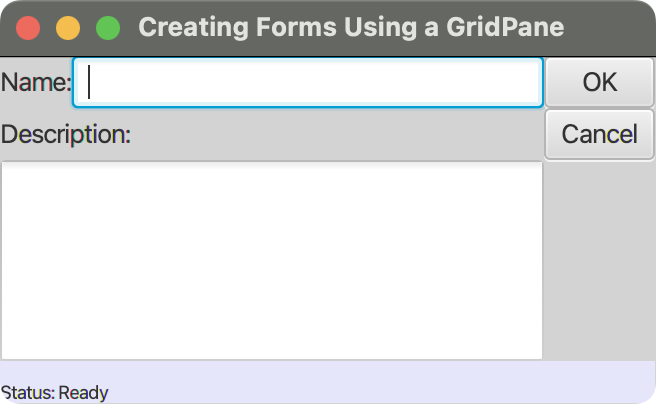 Creating Forms Using a GridPane
Name: OK
Description: Cancel
Status: Ready